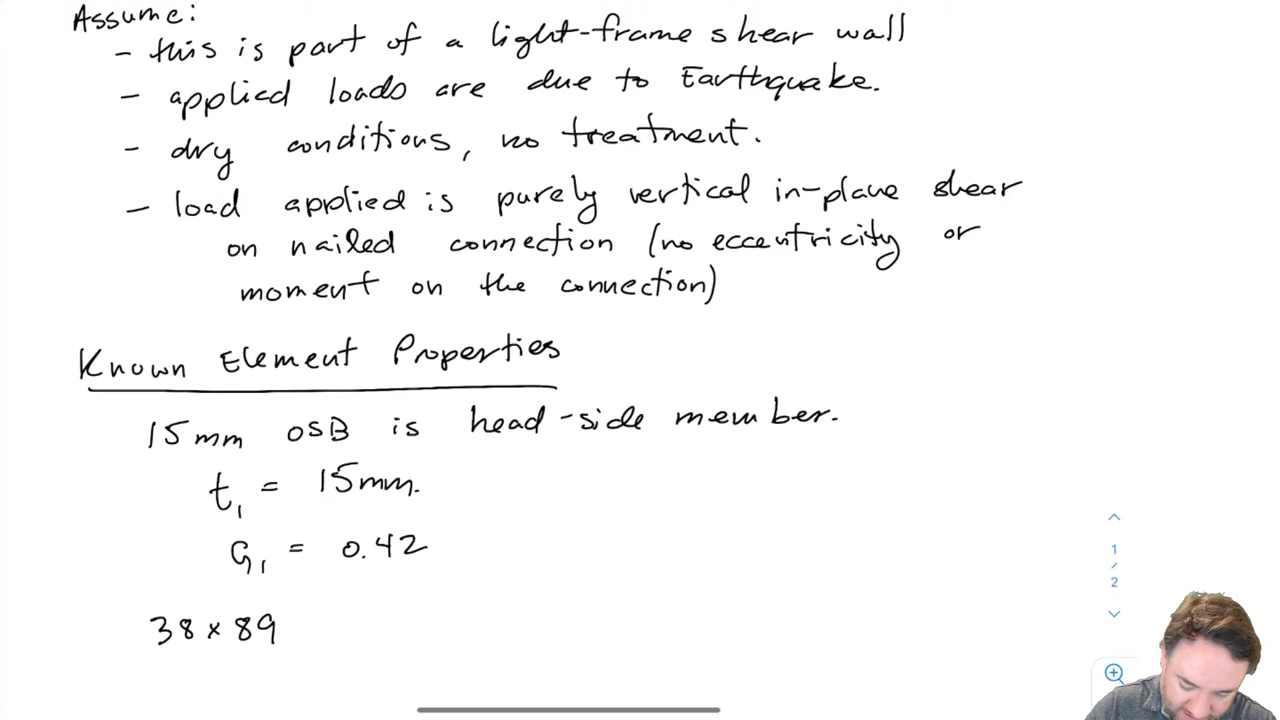 Assume:
- this is part of a light-frame shear wall
- applied loads are due to Earthquake.
- dry conditions, no treatment.
- load applied is purely vertical in-plane shear
on nailed connection (no eccentricity or
moment on the connection)
Known Element Properties
15mm OSB is head-side member.
t₁ = 15mm.
G₁ = 0.42
38 x 89
1
/
2